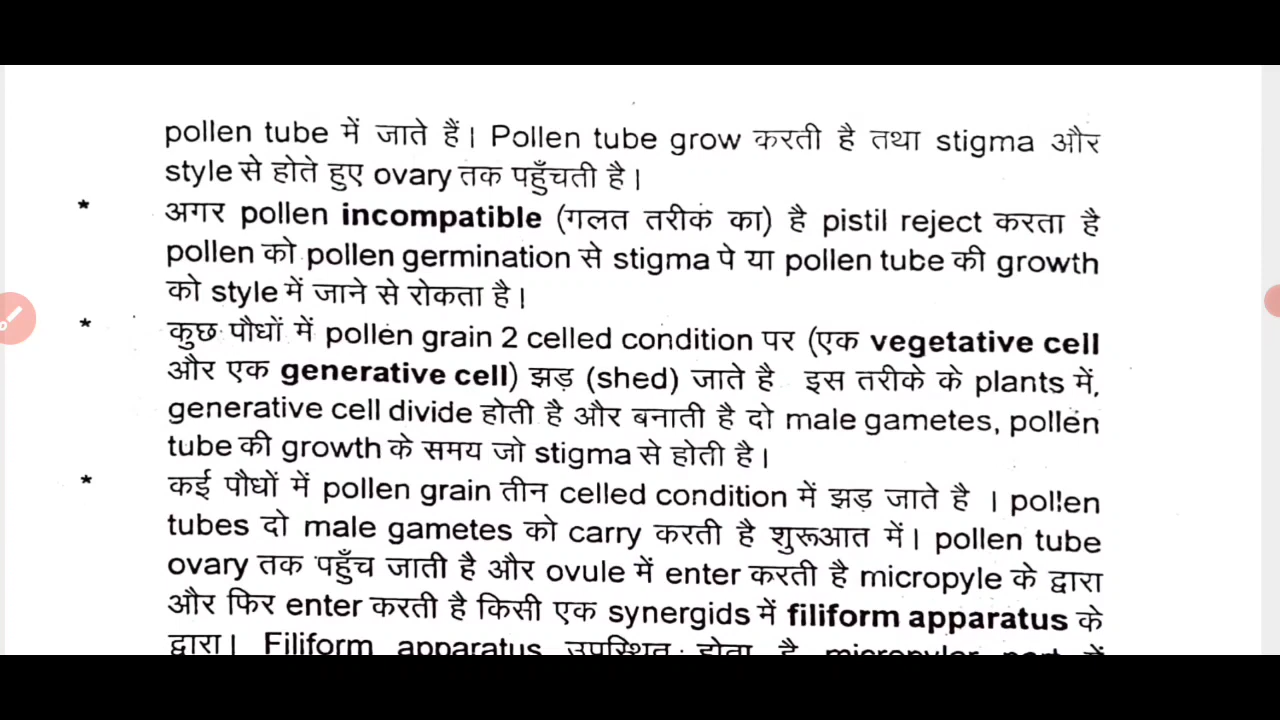 pollen tube में जाते हैं। Pollen tube grow करती है तथा stigma और
style से होते हुए ovary तक पहुँचती है।
* अगर pollen incompatible (गलत तरीके का) है pistil reject करता है
pollen को pollen germination से stigma पे या pollen tube की growth
को style में जाने से रोकता है।
* कुछ पौधों में pollen grain 2 celled condition पर (एक vegetative cell
और एक generative cell) झड़ (shed) जाते है इस तरीके के plants में,
generative cell divide होती है और बनाती है दो male gametes, pollen
tube की growth के समय जो stigma से होती है।
* कई पौधों में pollen grain तीन celled condition में झड़ जाते है । pollen
tubes दो male gametes को carry करती है शुरूआत में। pollen tube
ovary तक पहुँच जाती है और ovule में enter करती है micropyle के द्वारा
और फिर enter करती है किसी एक synergids में filiform apparatus के
द्वारा। Filiform apparatus उपस्थित होता है micropylar part में